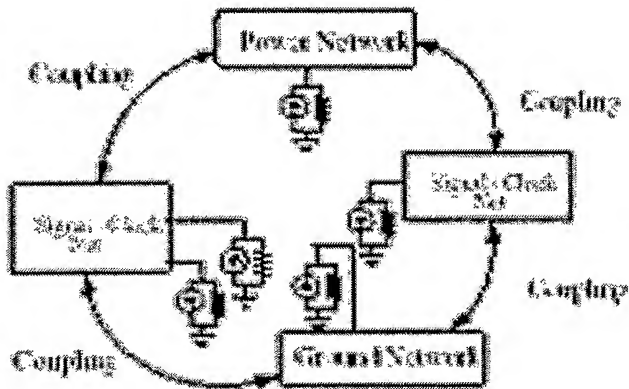 Power Network
Coupling
Coupling
Signal - Clock
Net
Signal - Clock
Net
Coupling
Coupling
Ground Network